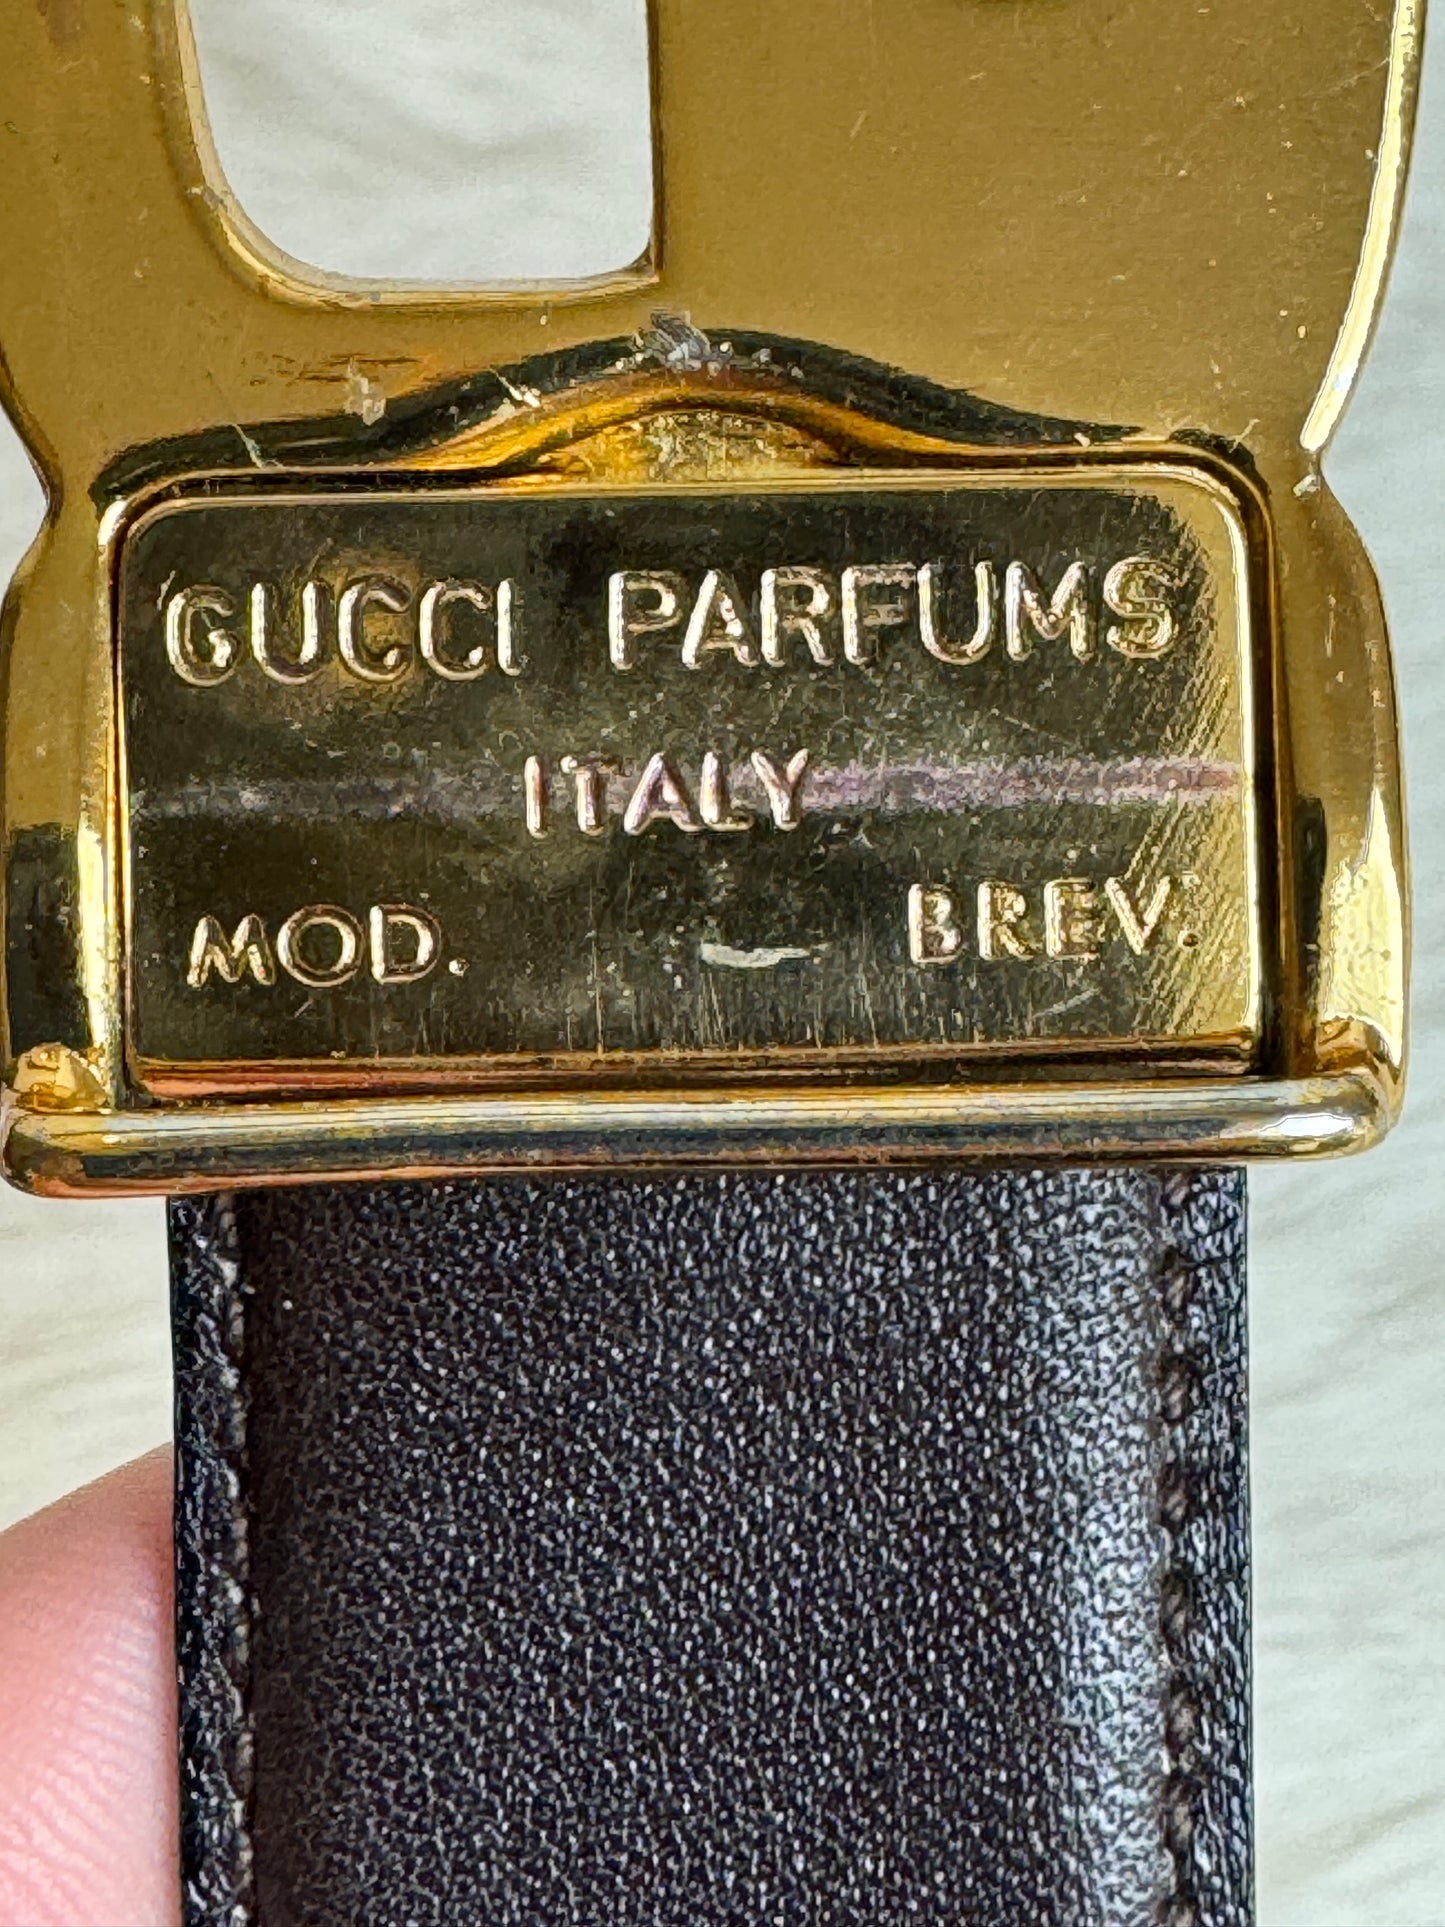 GUCCI PARFUMS
ITALY
MOD. BREV.